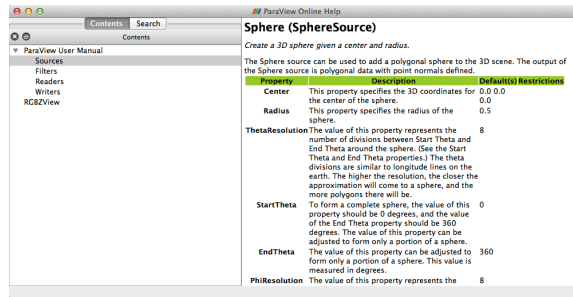 ParaView Online Help
Contents Search
Contents
ParaView User Manual
Sources
Filters
Readers
Writers
RGBZView
Sphere (SphereSource)
Create a 3D sphere given a center and radius.
The Sphere source can be used to add a polygonal sphere to the 3D scene. The output of
the Sphere source is polygonal data with point normals defined.
Property Description Default(s) Restrictions
Center This property specifies the 3D coordinates for 0.0 0.0
the center of the sphere. 0.0
Radius This property specifies the radius of the 0.5
sphere.
ThetaResolution The value of this property represents the 8
number of divisions between Start Theta and
End Theta around the sphere. (See the Start
Theta and End Theta properties.) The theta
divisions are similar to longitude lines on the
earth. The higher the resolution, the closer the
approximation will come to a sphere, and the
more polygons there will be.
StartTheta To form a complete sphere, the value of this 0
property should be 0 degrees, and the value
of the End Theta property should be 360
degrees. The value of this property can be
adjusted to form only a portion of a sphere.
EndTheta The value of this property can be adjusted to 360
form only a portion of a sphere. This value is
measured in degrees.
PhiResolution The value of this property represents the 8